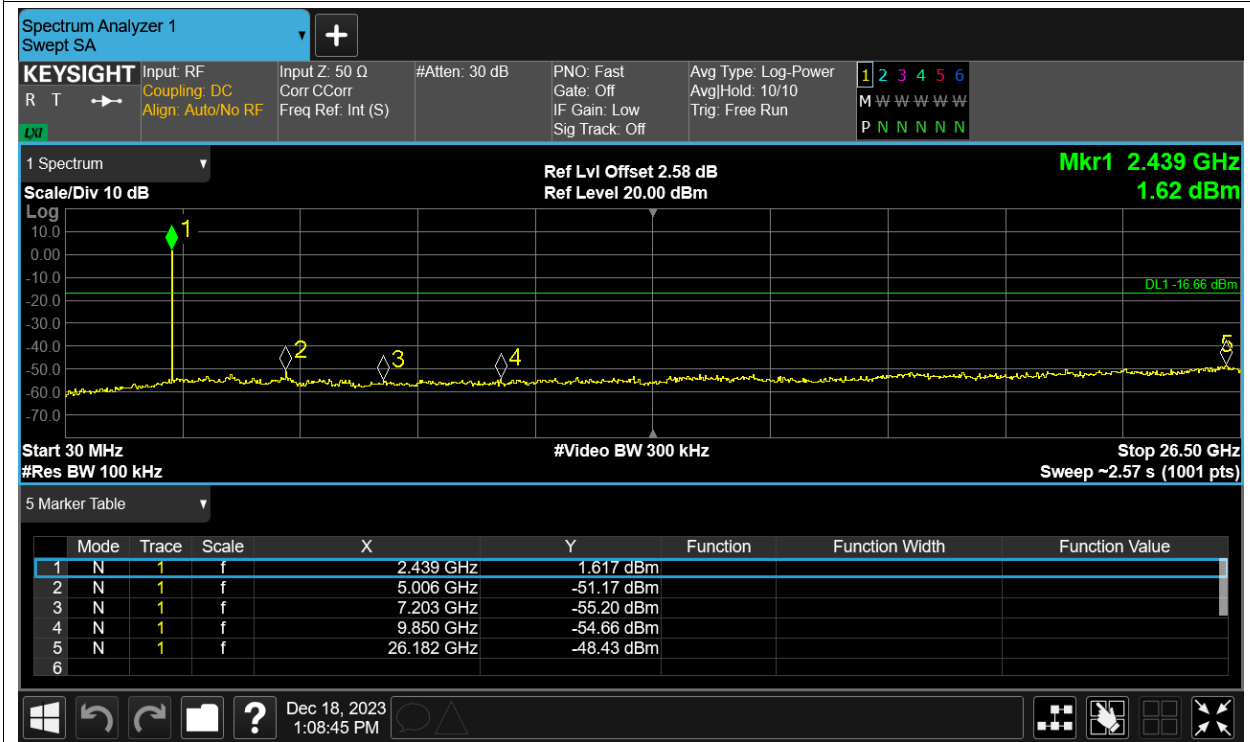 Spectrum Analyzer 1
Swept SA
+
KEYSIGHT Input: RF Input Z: 50 Ω #Atten: 30 dB PNO: Fast Avg Type: Log-Power 1 2 3 4 5 6
R T Coupling: DC Corr CCorr Gate: Off Avg|Hold: 10/10 M W W W W W
Align: Auto/No RF Freq Ref: Int (S) IF Gain: Low Trig: Free Run
LXI Sig Track: Off P N N N N N
1 Spectrum Ref Lvl Offset 2.58 dB Mkr1 2.439 GHz
Scale/Div 10 dB Ref Level 20.00 dBm 1.62 dBm
Log
10.0 1
0.00
-10.0
DL1 -16.66 dBm
-20.0
-30.0
-40.0 2 3 4 5
-50.0
-60.0
-70.0
Start 30 MHz #Video BW 300 kHz Stop 26.50 GHz
#Res BW 100 kHz Sweep ~2.57 s (1001 pts)
5 Marker Table
Mode Trace Scale X Y Function Function Width Function Value
1 N 1 f 2.439 GHz 1.617 dBm
2 N 1 f 5.006 GHz -51.17 dBm
3 N 1 f 7.203 GHz -55.20 dBm
4 N 1 f 9.850 GHz -54.66 dBm
5 N 1 f 26.182 GHz -48.43 dBm
6
? Dec 18, 2023
1:08:45 PM